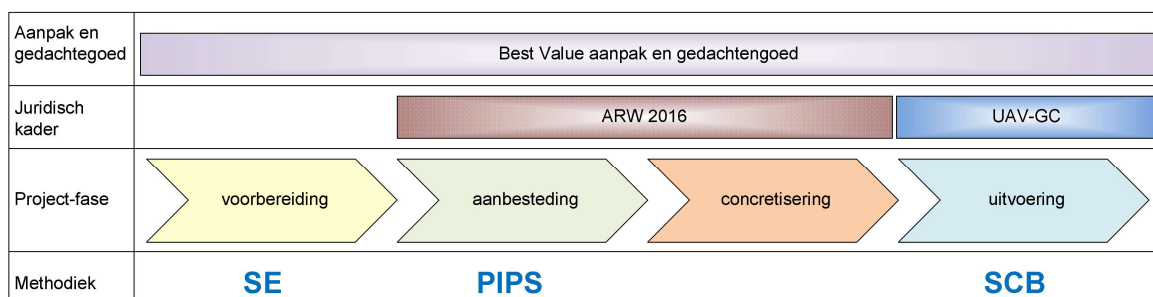 Aanpak en
gedachtegoed
Best Value aanpak en gedachtengoed
Juridisch
kader
ARW 2016
UAV-GC
Project-fase
voorbereiding
aanbesteding
concretisering
uitvoering
Methodiek
SE
PIPS
SCB